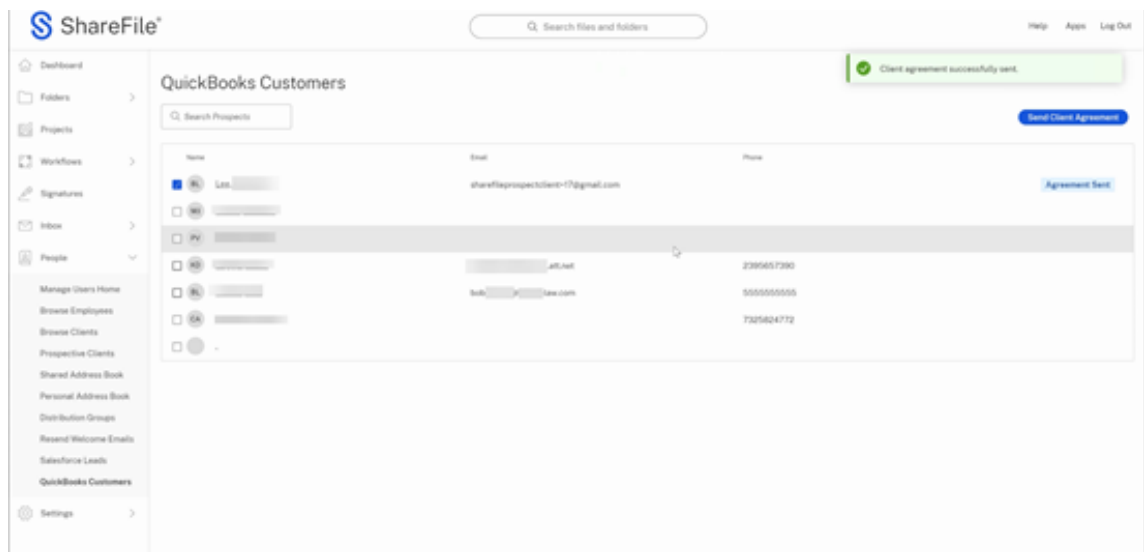 ShareFile
Search files and folders
Help Apps Log Out
Client agreement successfully sent.
Dashboard
Folders
Projects
Workflows
Signatures
Inbox
People
Manage Users Home
Browse Employees
Browse Clients
Prospective Clients
Shared Address Book
Personal Address Book
Distribution Groups
Resend Welcome Emails
Salesforce Leads
QuickBooks Customers
Settings
QuickBooks Customers
Search Prospects
Send Client Agreement
Name Email Phone
BL sharefileprospectclient+17@gmail.com Agreement Sent
PV
KD .att.net 2395657390
BL bob law.com 5555555555
CA 7325824772